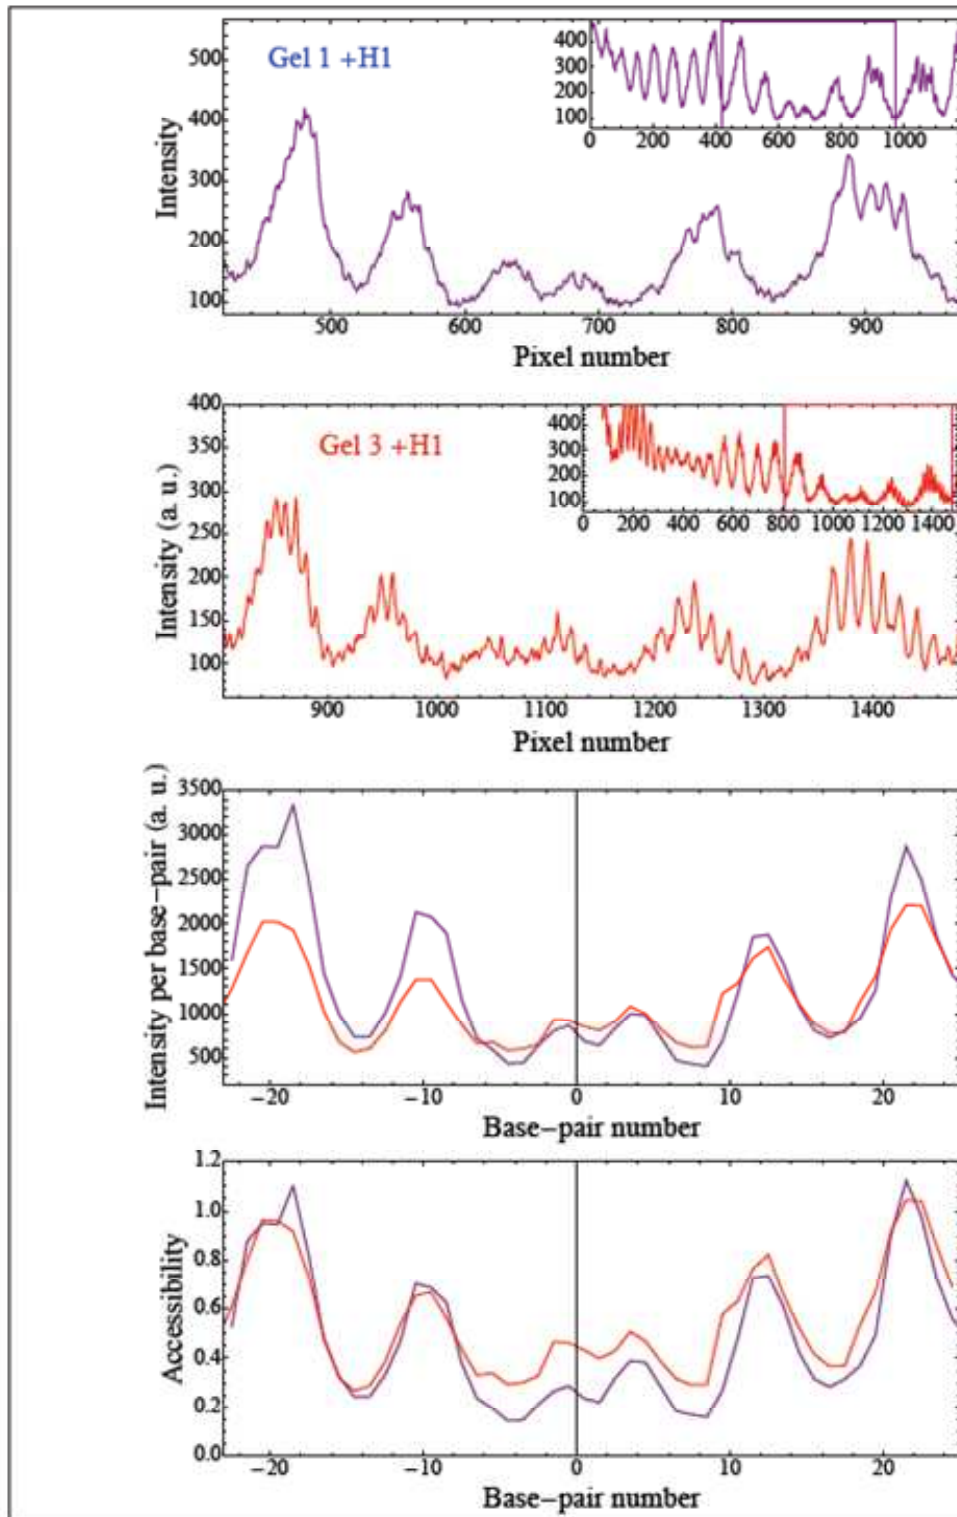 Gel 1 +H1
500
400
300
200
100
Intensity
400
300
200
100
0 200 400 600 800 1000
500 600 700 800 900
Pixel number
Gel 3 +H1
400
350
300
250
200
150
100
Intensity (a. u.)
400
300
200
100
0 200 400 600 800 1000 1200 1400
900 1000 1100 1200 1300 1400
Pixel number
3500
3000
2500
2000
1500
1000
500
Intensity per base-pair (a. u.)
-20 -10 0 10 20
Base-pair number
1.2
1.0
0.8
0.6
0.4
0.2
0.0
Accessibility
-20 -10 0 10 20
Base-pair number